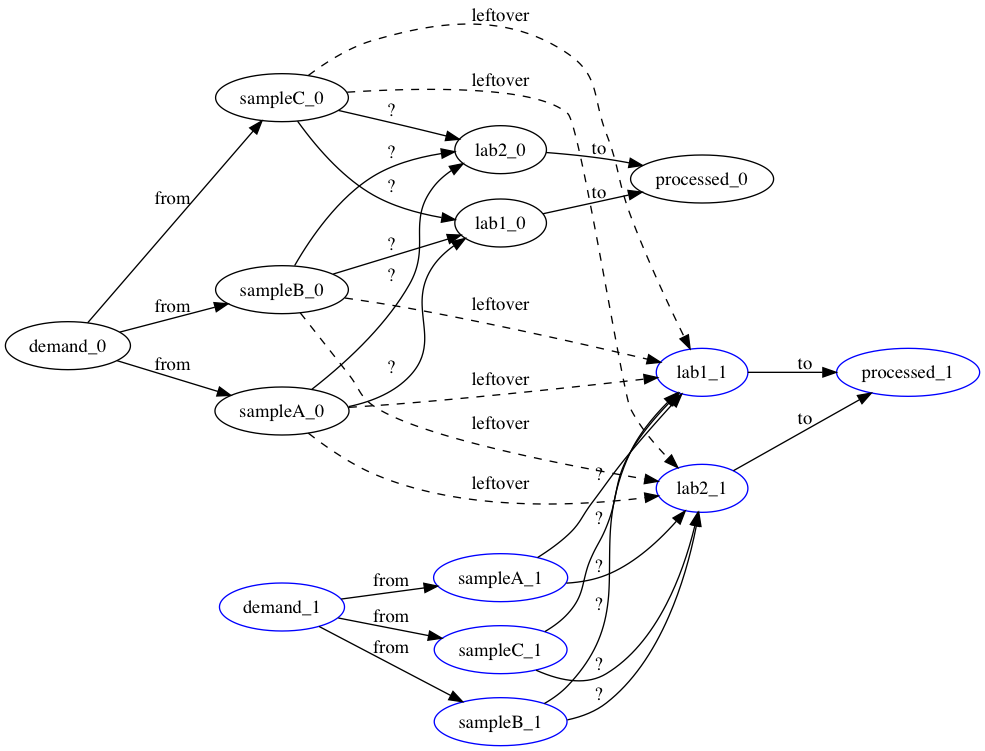 leftover
leftover
sampleC_0
?
lab2_0
?
to
processed_0
?
from
to
lab1_0
?
?
sampleB_0
from
leftover
demand_0
from
?
leftover
lab1_1
to
processed_1
sampleA_0
leftover
to
leftover
?
lab2_1
?
sampleA_1
from
?
demand_1
from
?
from
sampleC_1
?
?
sampleB_1